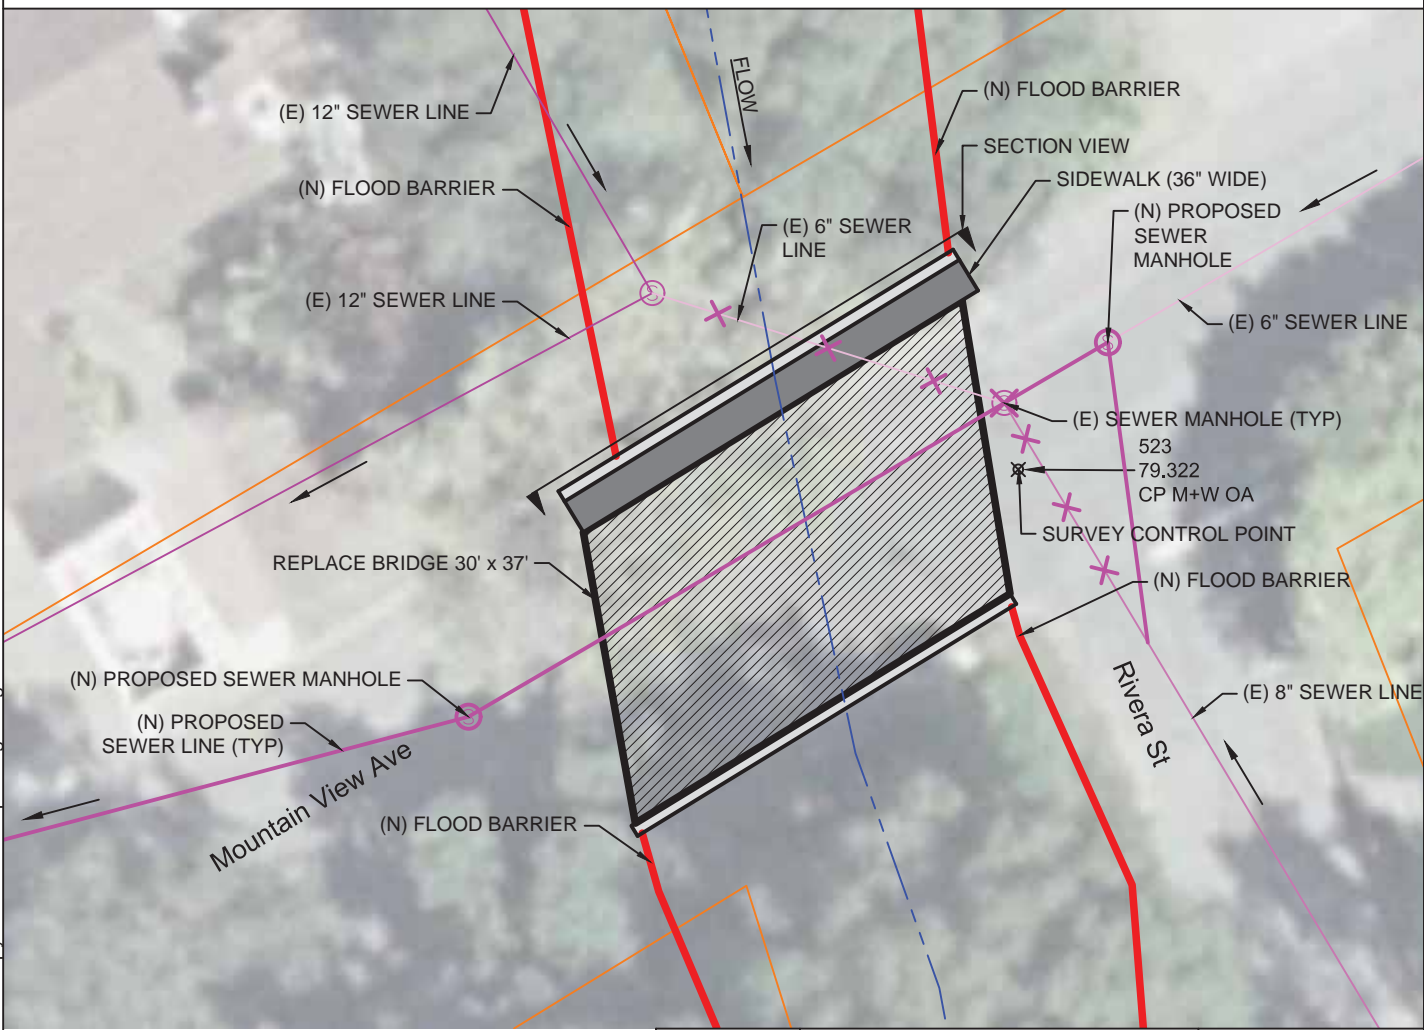 FLOW
(E) 12" SEWER LINE
(N) FLOOD BARRIER
SECTION VIEW
SIDEWALK (36" WIDE)
(N) FLOOD BARRIER
(N) PROPOSED
SEWER
MANHOLE
(E) 6" SEWER
LINE
(E) 12" SEWER LINE
(E) 6" SEWER LINE
(E) SEWER MANHOLE (TYP)
523
79.322
CP M+W OA
SURVEY CONTROL POINT
REPLACE BRIDGE 30' x 37'
(N) FLOOD BARRIER
(N) PROPOSED SEWER MANHOLE
(E) 8" SEWER LINE
Rivera St
(N) PROPOSED
SEWER LINE (TYP)
Mountain View Ave
(N) FLOOD BARRIER